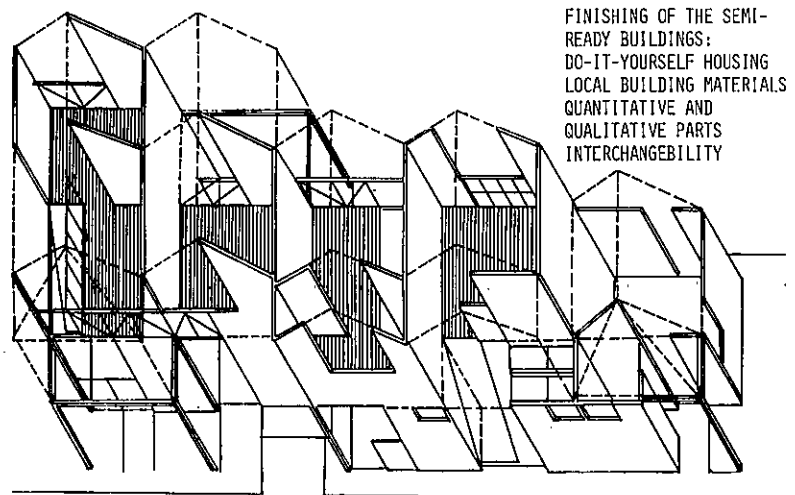 FINISHING OF THE SEMI-
READY BUILDINGS:
DO-IT-YOURSELF HOUSING
LOCAL BUILDING MATERIALS
QUANTITATIVE AND
QUALITATIVE PARTS
INTERCHANGEBILITY